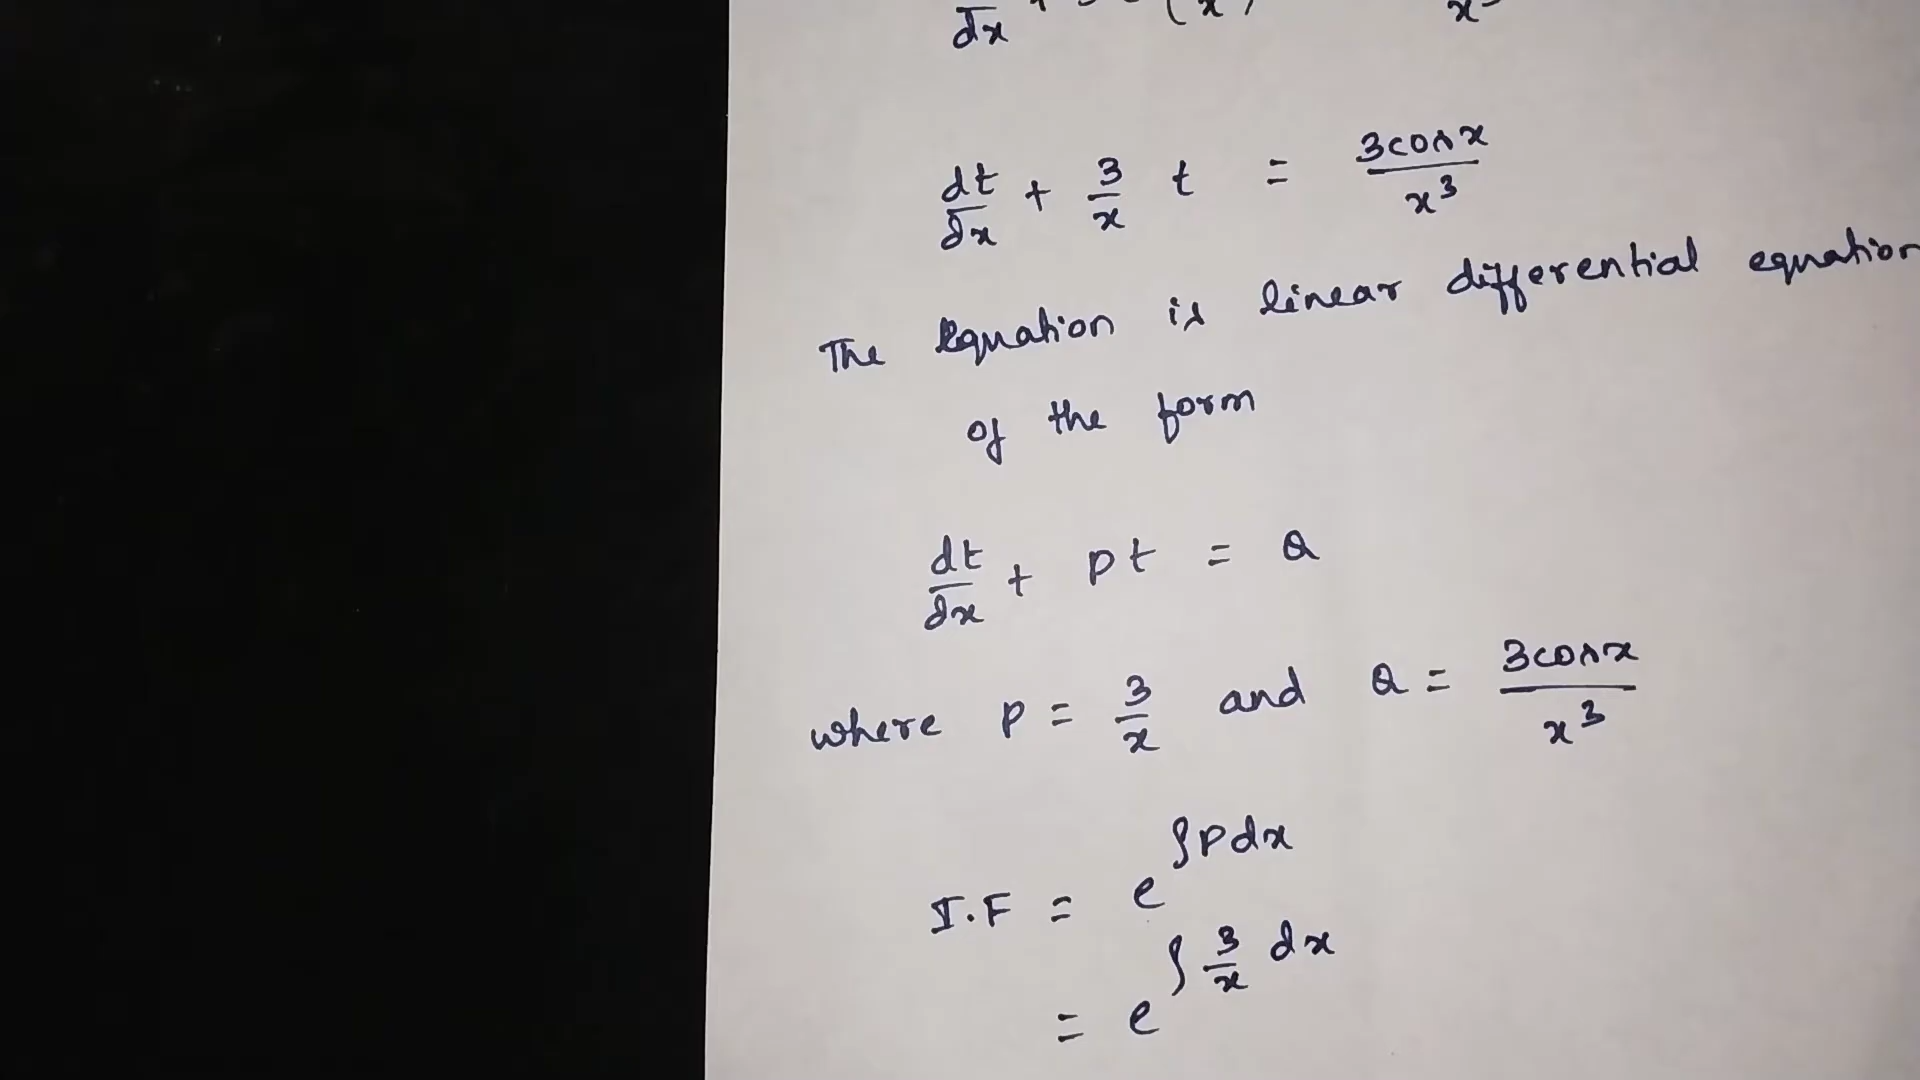 dx
dt/dx + 3/x t = 3cosx/x³
The Equation is linear differential equation
of the form
dt/dx + Pt = Q
where P = 3/x and Q = 3cosx/x³
I.F = e^∫Pdx
= e^∫3/x dx